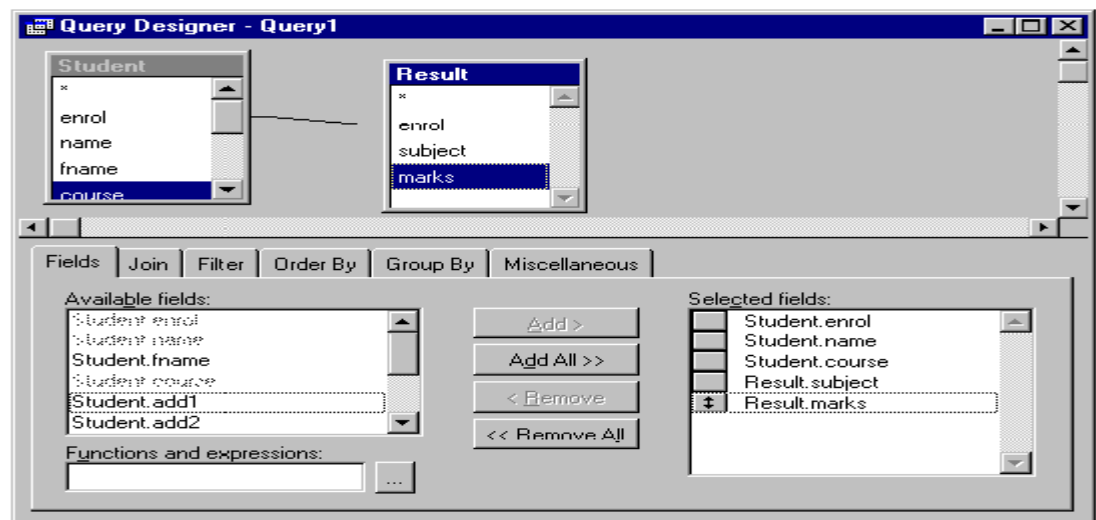 Query Designer - Query1
Student
*
enrol
name
fname
course
Result
*
enrol
subject
marks
Fields Join Filter Order By Group By Miscellaneous
Available fields:
Student.enrol
Student.name
Student.fname
Student.course
Student.add1
Student.add2
Functions and expressions:
Add >
Add All >>
< Remove
<< Remove All
...
Selected fields:
Student.enrol
Student.name
Student.course
Result.subject
Result.marks